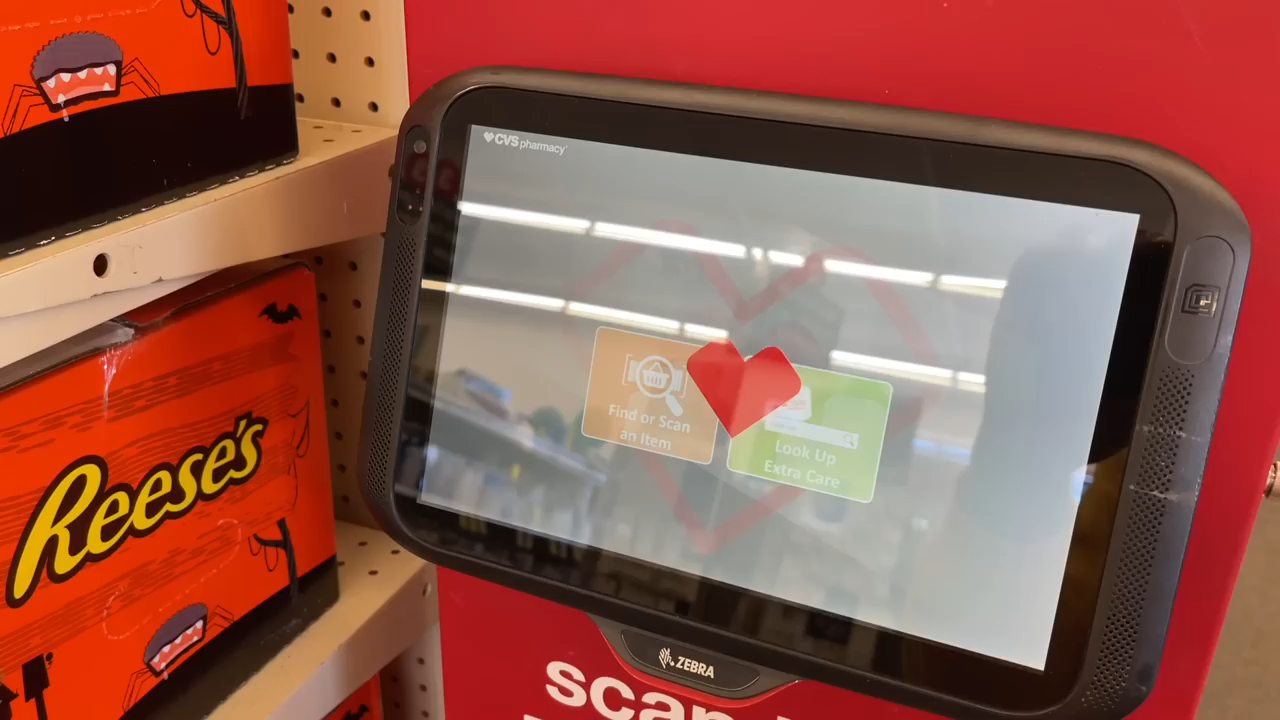 CVS pharmacy
Find or Scan
an Item
Look Up
Extra Care
ZEBRA
Reese's
scan